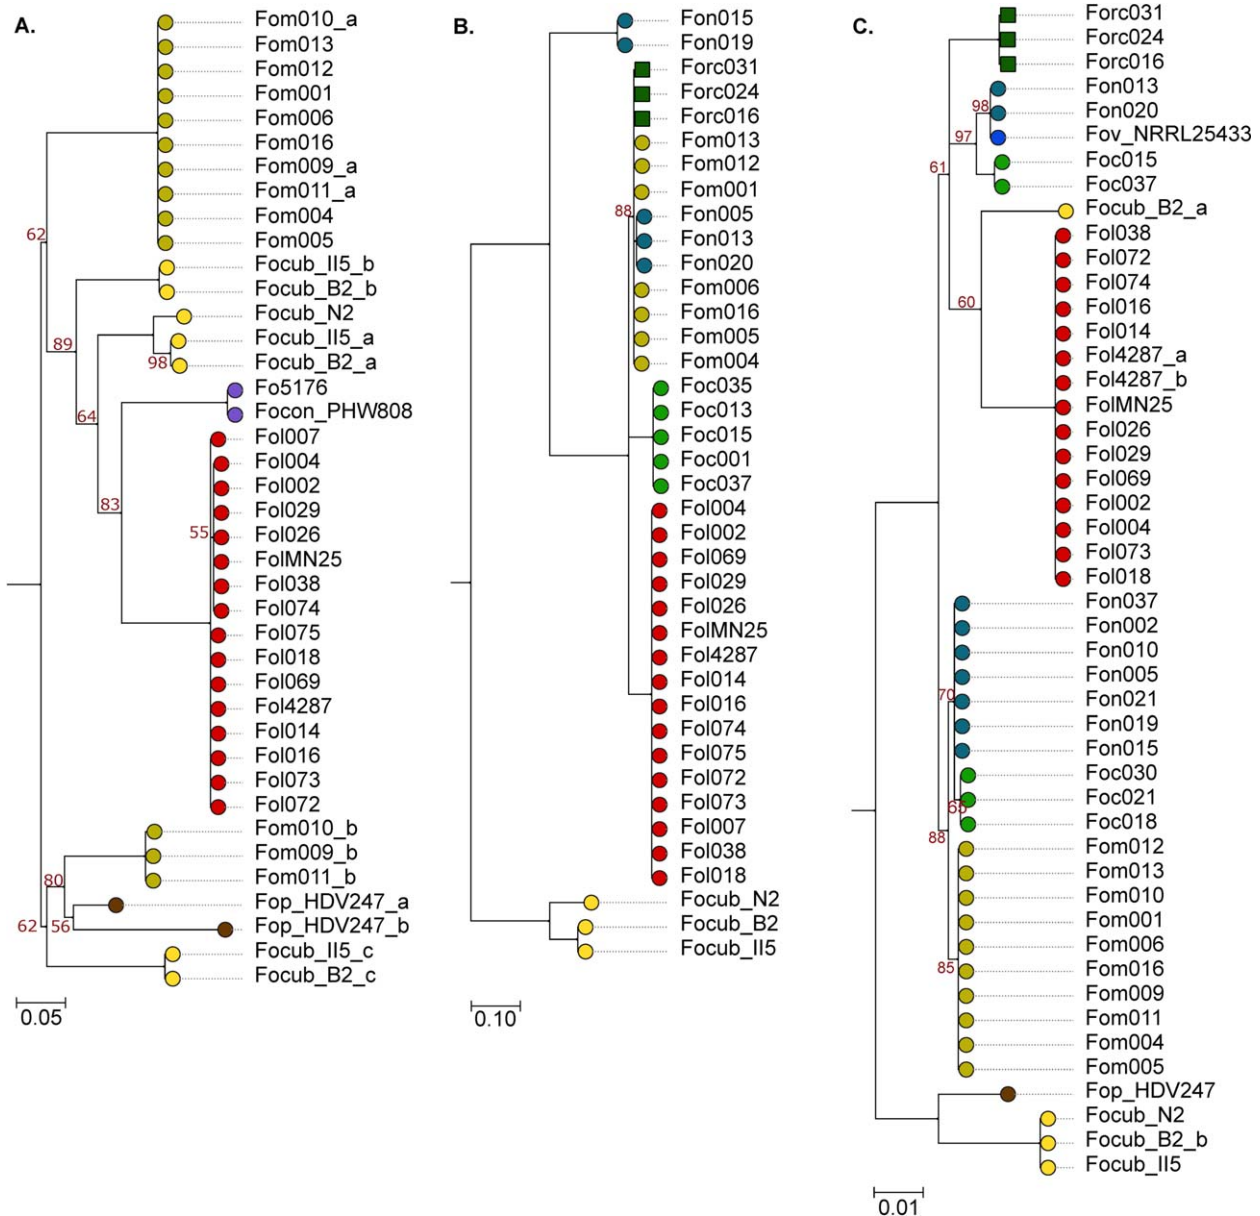 A.
Fom010_a
Fom013
Fom012
Fom001
Fom006
Fom016
Fom009_a
Fom011_a
Fom004
Fom005
62
Focub_II5_b
Focub_B2_b
Focub_N2
89
Focub_II5_a
98
Focub_B2_a
Fo5176
64
Focon_PHW808
Fol007
Fol004
Fol002
83
Fol029
55
Fol026
FolMN25
Fol038
Fol074
Fol075
Fol018
Fol069
Fol4287
Fol014
Fol016
Fol073
Fol072
Fom010_b
Fom009_b
80
Fom011_b
Fop_HDV247_a
62
56
Fop_HDV247_b
Focub_II5_c
Focub_B2_c
0.05
B.
Fon015
Fon019
Forc031
Forc024
Forc016
Fom013
Fom012
Fom001
88
Fon005
Fon013
Fon020
Fom006
Fom016
Fom005
Fom004
Foc035
Foc013
Foc015
Foc001
Foc037
Fol004
Fol002
Fol069
Fol029
Fol026
FolMN25
Fol4287
Fol014
Fol016
Fol074
Fol075
Fol072
Fol073
Fol007
Fol038
Fol018
Focub_N2
Focub_B2
Focub_II5
0.10
C.
Forc031
Forc024
Forc016
Fon013
98
Fon020
97
Fov_NRRL25433
Foc015
61
Foc037
Focub_B2_a
Fol038
Fol072
Fol074
60
Fol016
Fol014
Fol4287_a
Fol4287_b
FolMN25
Fol026
Fol029
Fol069
Fol002
Fol004
Fol073
Fol018
Fon037
Fon002
Fon010
Fon005
70
Fon021
Fon019
Fon015
Foc030
65
Foc021
Foc018
88
Fom012
Fom013
Fom010
Fom001
Fom006
85
Fom016
Fom009
Fom011
Fom004
Fom005
Fop_HDV247
Focub_N2
Focub_B2_b
Focub_II5
0.01